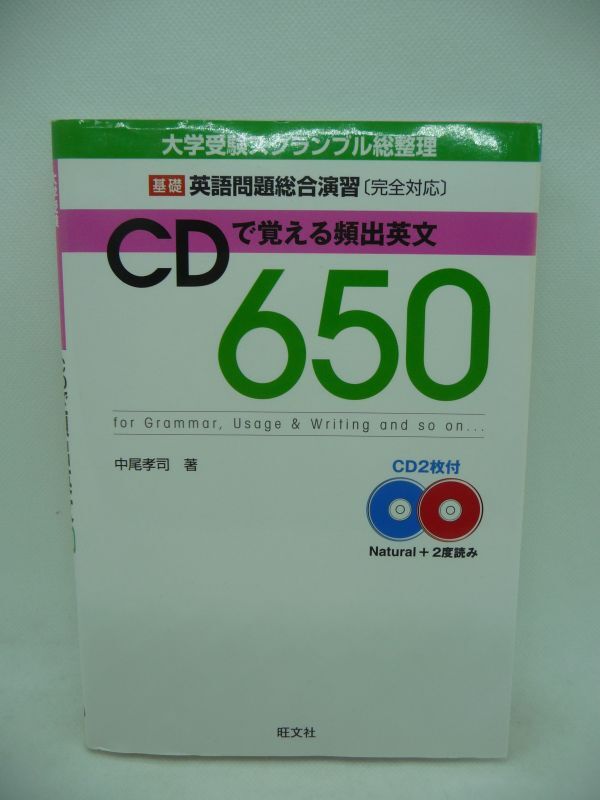 大学受験スクランブル総整理
基礎 英語問題総合演習〔完全対応〕
CDで覚える頻出英文
650
for Grammar, Usage & Writing and so on...
中尾孝司 著
CD2枚付
Natural + 2度読み
旺文社